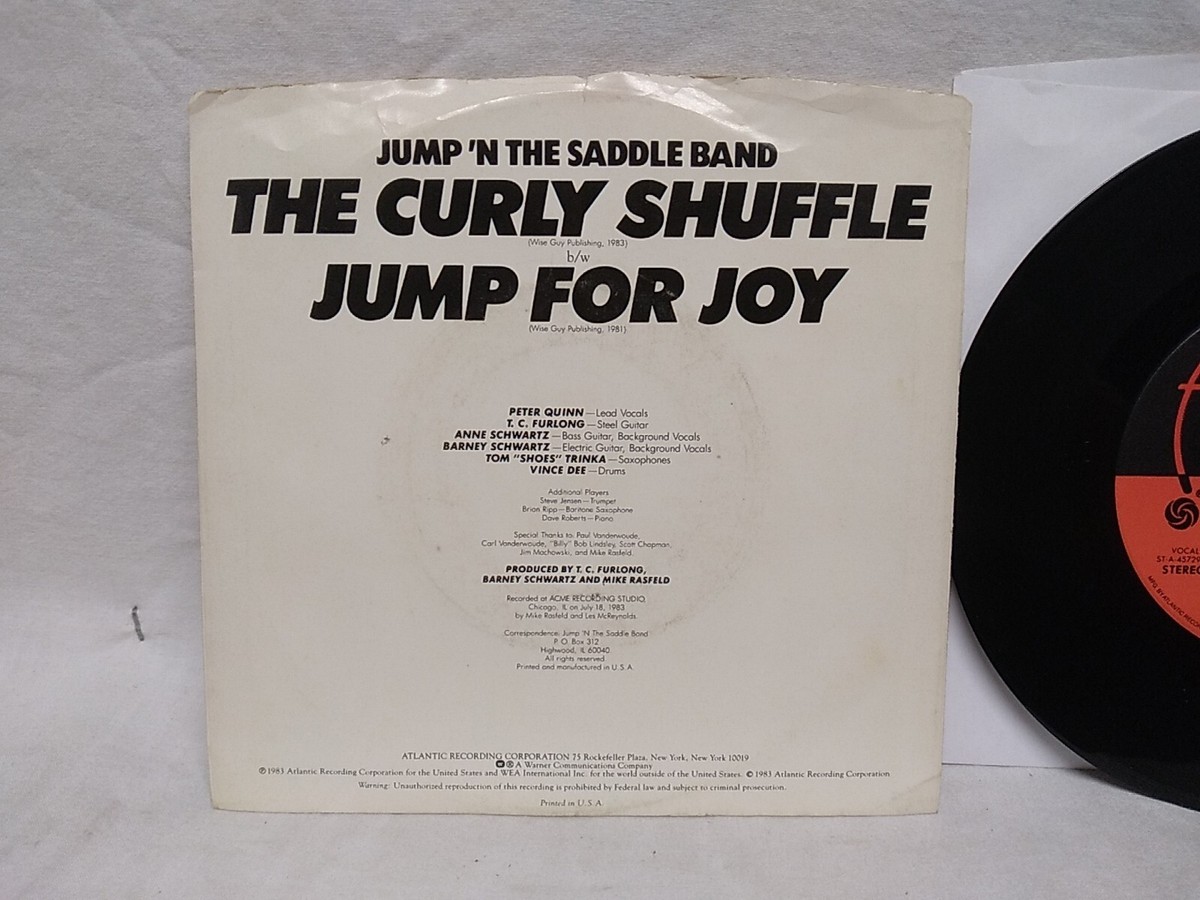 JUMP 'N THE SADDLE BAND
THE CURLY SHUFFLE
(Wise Guy Publishing, 1983)
b/w
JUMP FOR JOY
(Wise Guy Publishing, 1981)
PETER QUINN—Lead Vocals
T. C. FURLONG—Steel Guitar
ANNE SCHWARTZ—Bass Guitar, Background Vocals
BARNEY SCHWARTZ—Electric Guitar, Background Vocals
TOM "SHOES" TRINKA—Saxophones
VINCE DEE—Drums
Additional Players
Steve Jensen—Trumpet
Brian Ripp—Baritone Saxophone
Dave Roberts—Piano
Special Thanks to: Paul Vanderwoude,
Carl Vanderwoude, "Billy" Bob Lindsley, Scott Chapman,
Jim Machowski, and Mike Rasfeld.
PRODUCED BY T. C. FURLONG,
BARNEY SCHWARTZ AND MIKE RASFELD
Recorded at ACME RECORDING STUDIO,
Chicago, IL on July 18, 1983
by Mike Rasfeld and Les McReynolds.
Correspondence: Jump 'N The Saddle Band
P.O. Box 312
Highwood, IL 60040
All rights reserved.
Printed and manufactured in U.S.A.
ATLANTIC RECORDING CORPORATION 75 Rockefeller Plaza, New York, New York 10019
A Warner Communications Company
℗ 1983 Atlantic Recording Corporation for the United States and WEA International Inc. for the world outside of the United States. © 1983 Atlantic Recording Corporation
Warning: Unauthorized reproduction of this recording is prohibited by Federal law and subject to criminal prosecution.
Printed in U.S.A.
VOCAL
ST-A-45729
STEREO
MFG. BY ATLANTIC